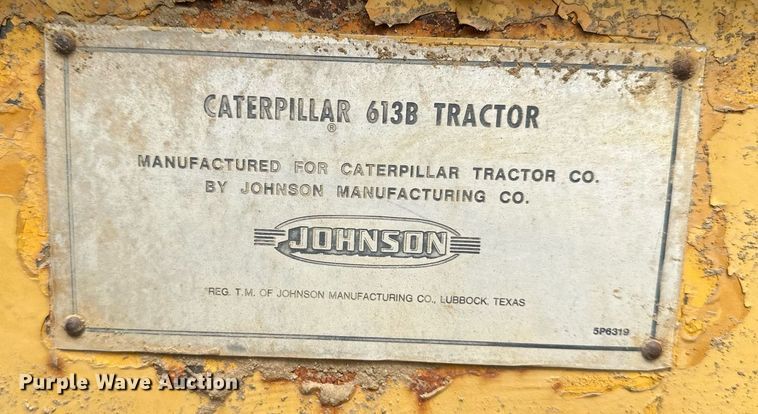 CATERPILLAR® 613B TRACTOR
MANUFACTURED FOR CATERPILLAR TRACTOR CO.
BY JOHNSON MANUFACTURING CO.
JOHNSON
*REG. T.M. OF JOHNSON MANUFACTURING CO., LUBBOCK, TEXAS
5P6319
Purple Wave Auction